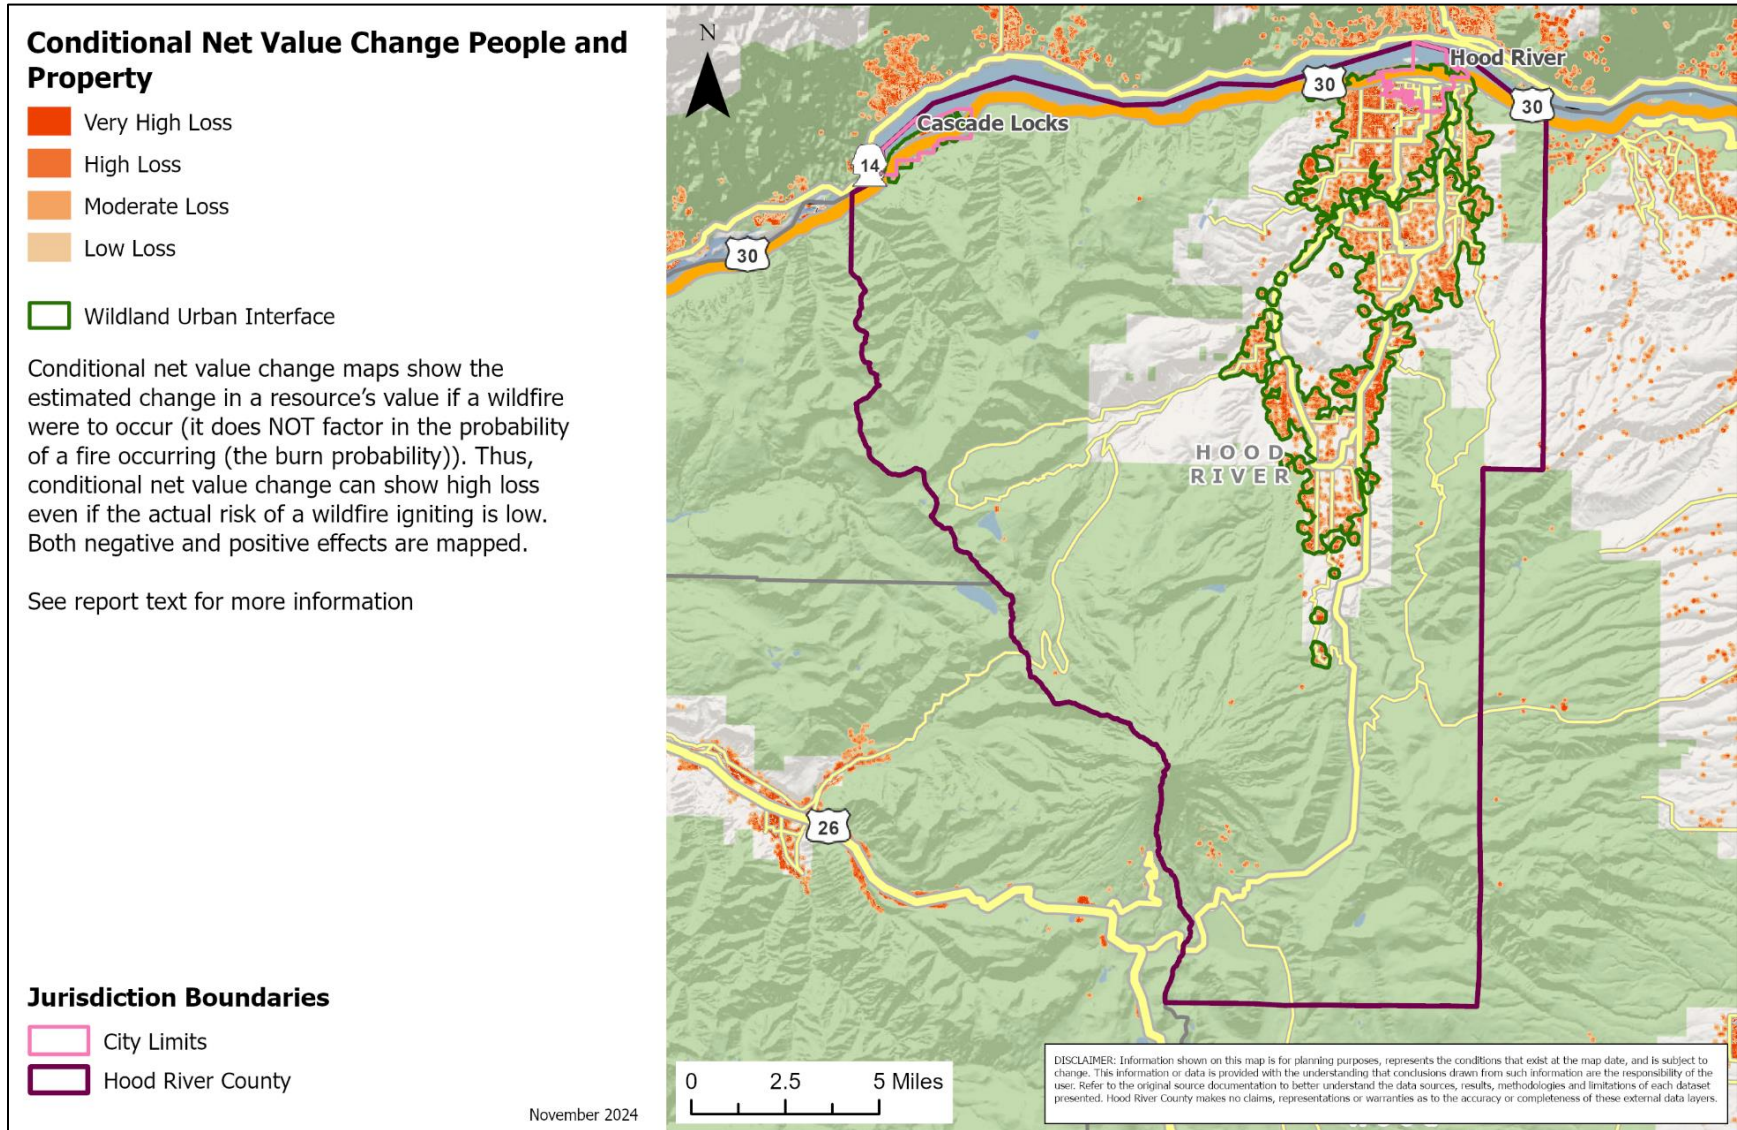 Conditional Net Value Change People and
Property
Very High Loss
High Loss
Moderate Loss
Low Loss
Wildland Urban Interface
Conditional net value change maps show the
estimated change in a resource’s value if a wildfire
were to occur (it does NOT factor in the probability
of a fire occurring (the burn probability)). Thus,
conditional net value change can show high loss
even if the actual risk of a wildfire igniting is low.
Both negative and positive effects are mapped.
See report text for more information
Jurisdiction Boundaries
City Limits
Hood River County
November 2024
N
Hood River
30
30
Cascade Locks
14
30
HOOD
RIVER
26
0 2.5 5 Miles
DISCLAIMER: Information shown on this map is for planning purposes, represents the conditions that exist at the map date, and is subject to
change. This information or data is provided with the understanding that conclusions drawn from such information are the responsibility of the
user. Refer to the original source documentation to better understand the data sources, results, methodologies and limitations of each dataset
presented. Hood River County makes no claims, representations or warranties as to the accuracy or completeness of these external data layers.